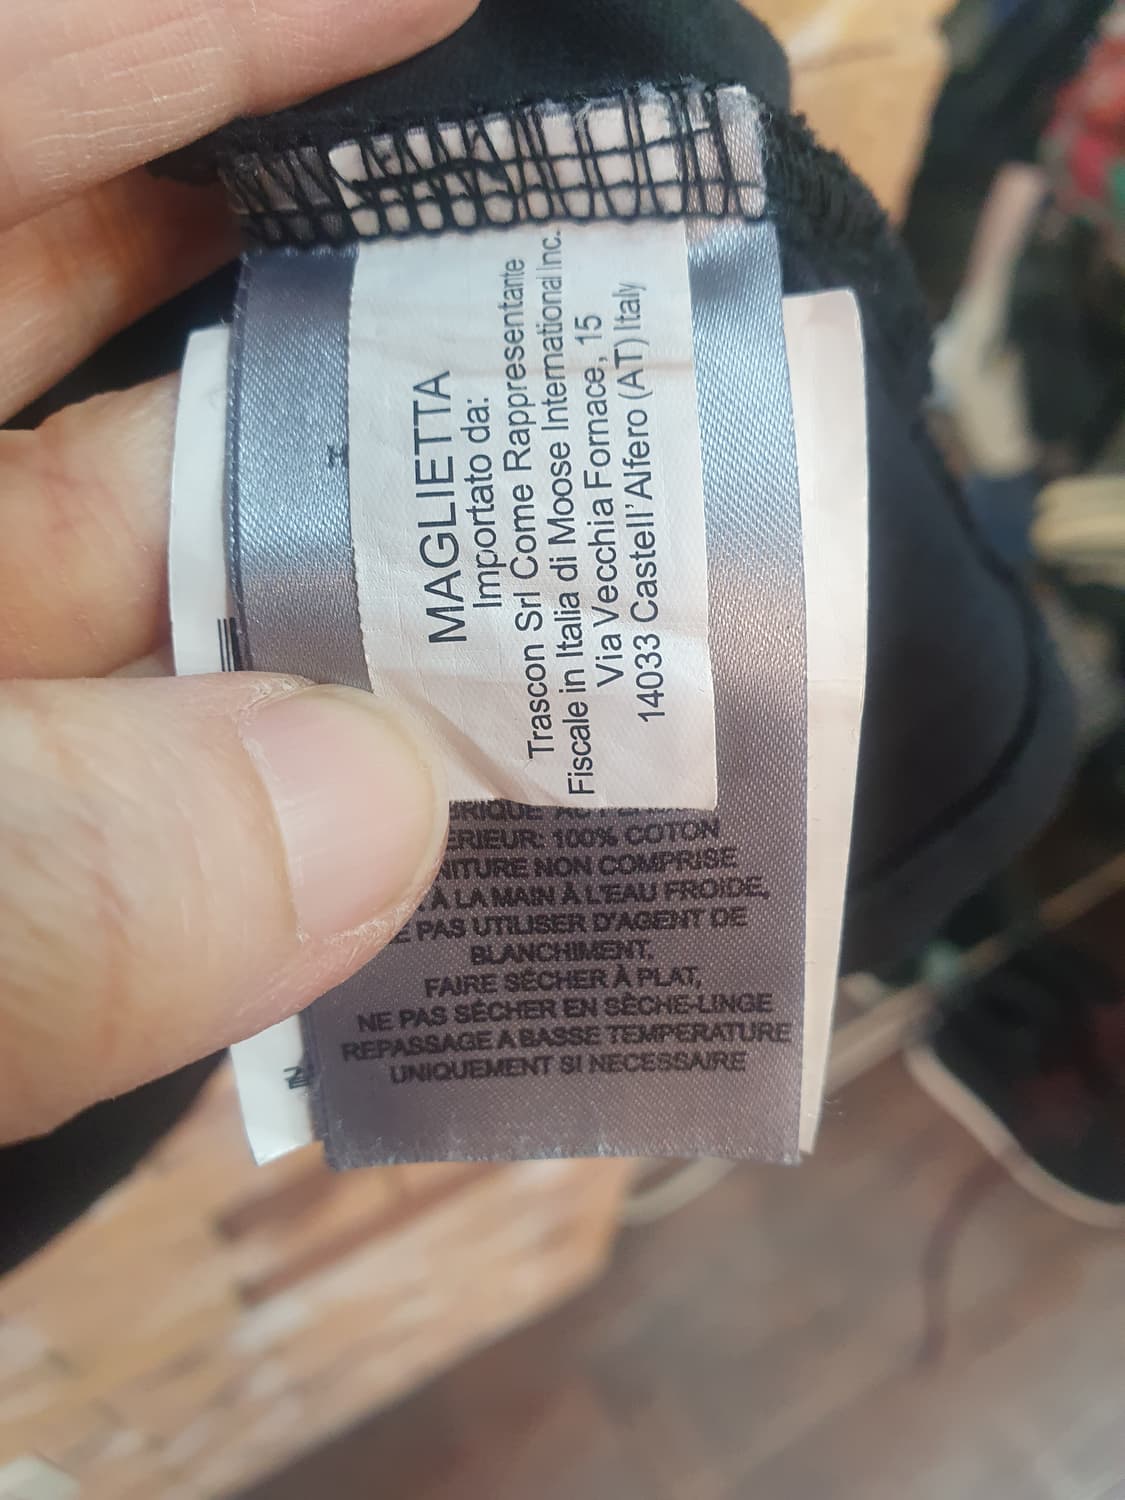 MAGLIETTA
Importato da:
Trascon Srl Come Rappresentante
Fiscale in Italia di Moose International Inc.
Via Vecchia Fornace, 15
14033 Castell'Alfero (AT) Italy
ERIEUR: 100% COTON
NITURE NON COMPRISE
À LA MAIN À L'EAU FROIDE,
E PAS UTILISER D'AGENT DE
BLANCHIMENT,
FAIRE SÉCHER À PLAT,
NE PAS SÉCHER EN SÈCHE-LINGE
REPASSAGE A BASSE TEMPERATURE
UNIQUEMENT SI NECESSAIRE